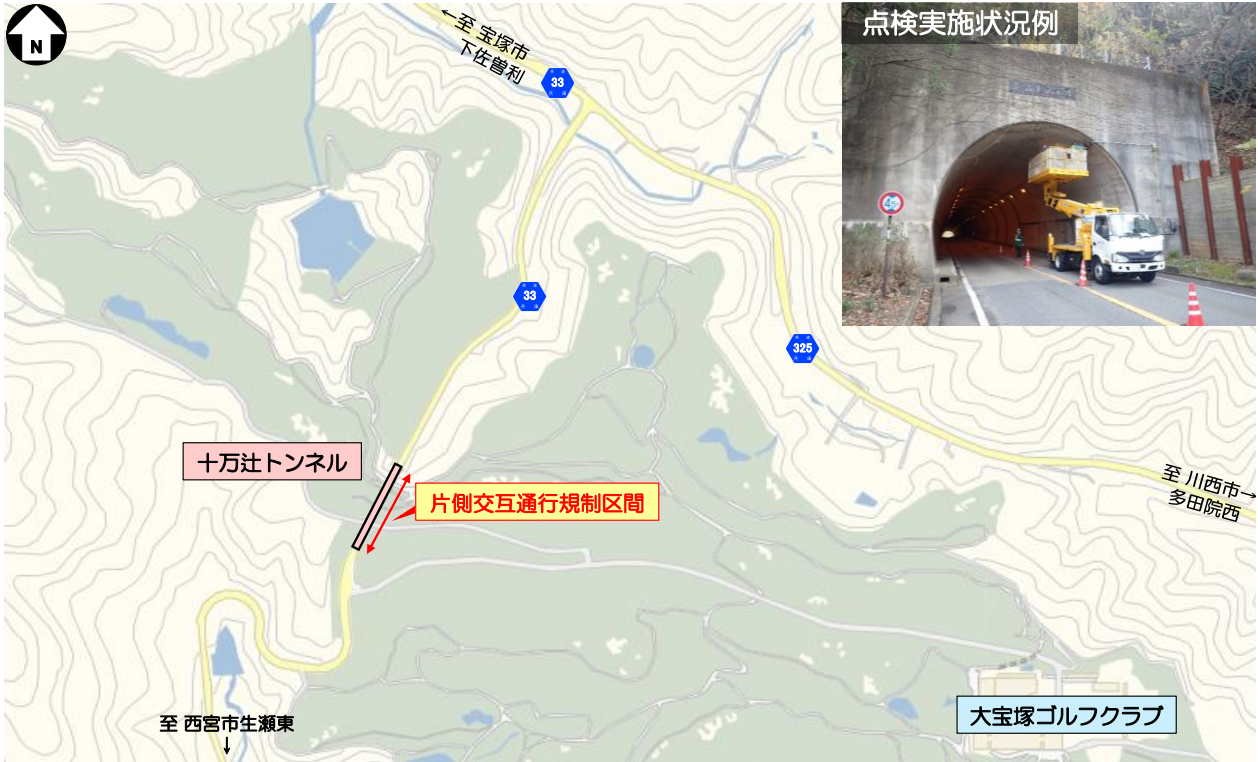 N
←至 宝塚市
下佐曽利
33
点検実施状況例
33
325
十万辻トンネル
片側交互通行規制区間
至 川西市→
多田院西
至 西宮市生瀬東
↓
大宝塚ゴルフクラブ